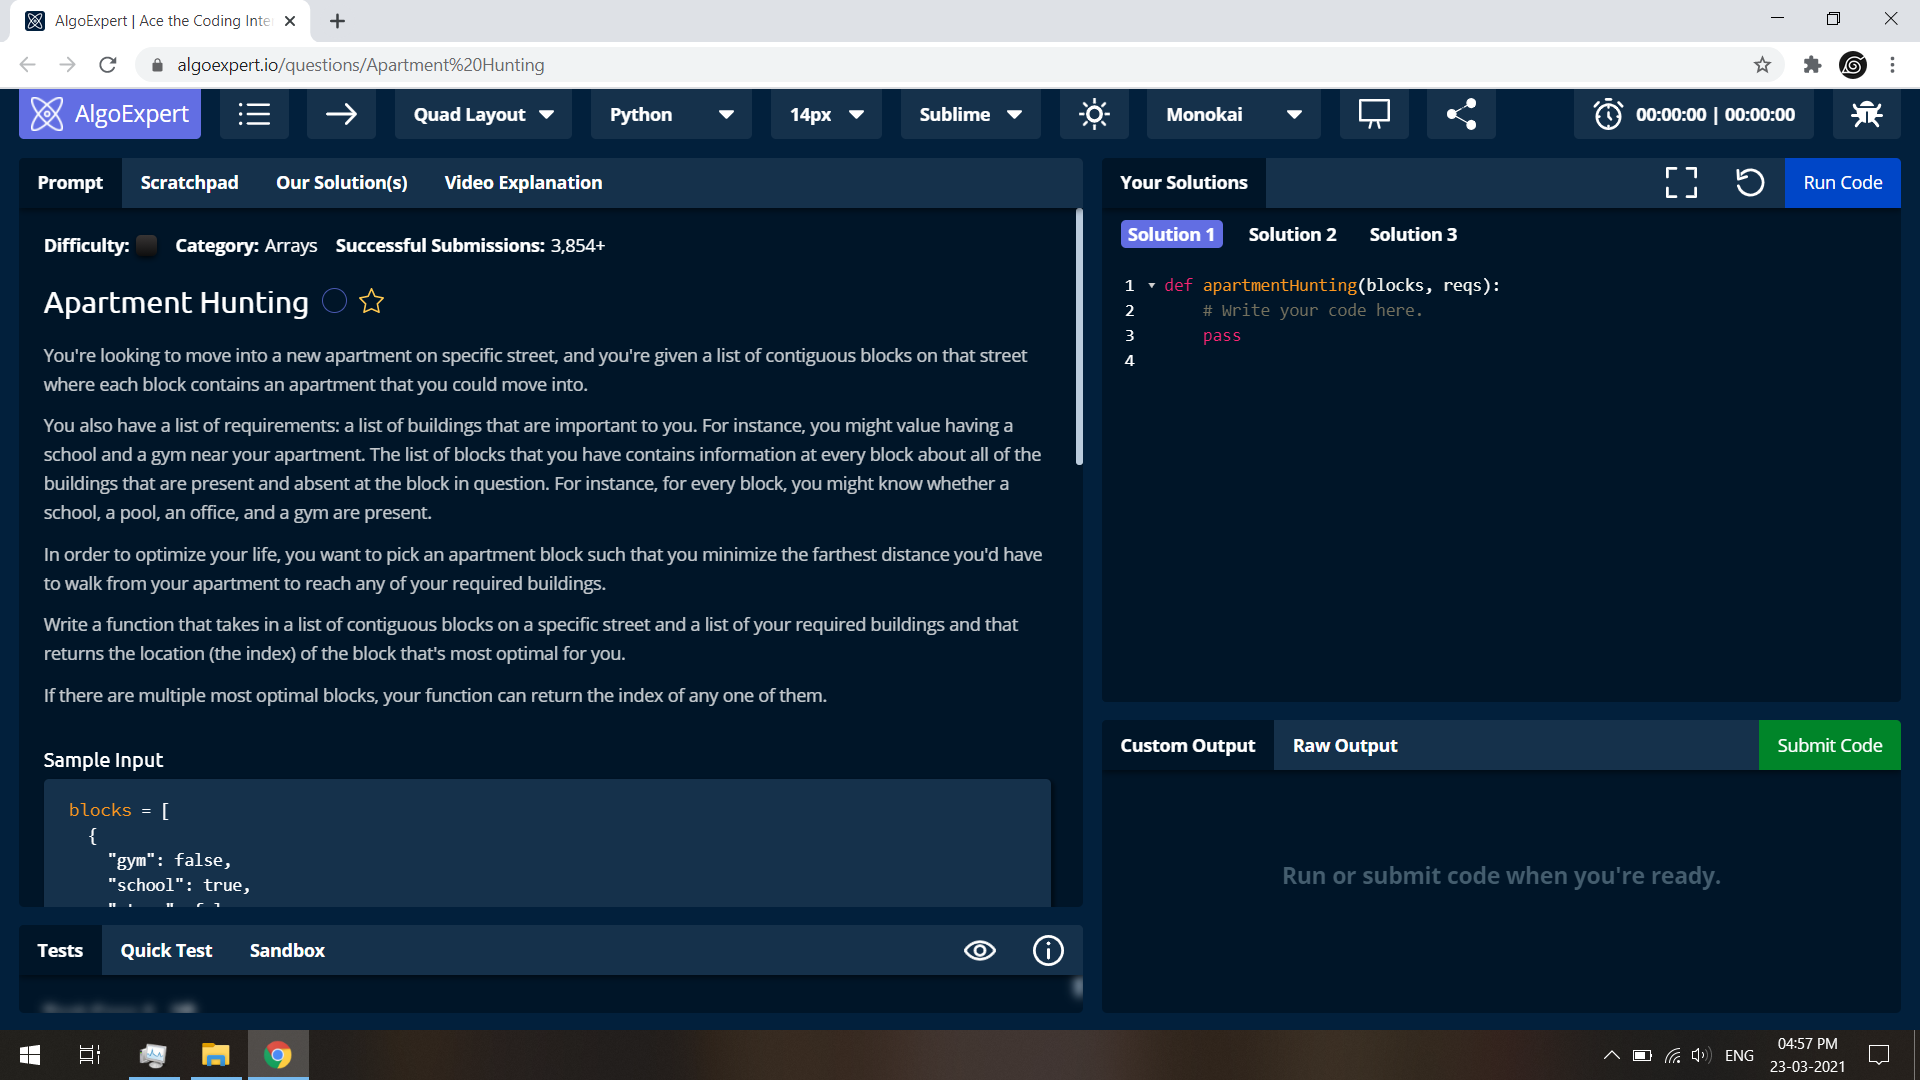 AlgoExpert | Ace the Coding Inte
algoexpert.io/questions/Apartment%20Hunting
AlgoExpert
Quad Layout
Python
14px
Sublime
Monokai
00:00:00 | 00:00:00
Prompt
Scratchpad
Our Solution(s)
Video Explanation
Difficulty: Category: Arrays Successful Submissions: 3,854+
Apartment Hunting
You're looking to move into a new apartment on specific street, and you're given a list of contiguous blocks on that street
where each block contains an apartment that you could move into.
You also have a list of requirements: a list of buildings that are important to you. For instance, you might value having a
school and a gym near your apartment. The list of blocks that you have contains information at every block about all of the
buildings that are present and absent at the block in question. For instance, for every block, you might know whether a
school, a pool, an office, and a gym are present.
In order to optimize your life, you want to pick an apartment block such that you minimize the farthest distance you'd have
to walk from your apartment to reach any of your required buildings.
Write a function that takes in a list of contiguous blocks on a specific street and a list of your required buildings and that
returns the location (the index) of the block that's most optimal for you.
If there are multiple most optimal blocks, your function can return the index of any one of them.
Sample Input
blocks = [
{
"gym": false,
"school": true,
Tests
Quick Test
Sandbox
Your Solutions
Run Code
Solution 1
Solution 2
Solution 3
1 def apartmentHunting(blocks, reqs):
2 # Write your code here.
3 pass
4
Custom Output
Raw Output
Submit Code
Run or submit code when you're ready.
ENG
04:57 PM
23-03-2021